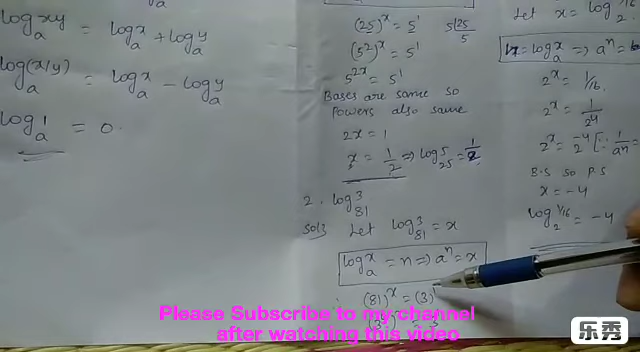 log_a xy = log_a x + log_a y
log_a (x/y) = log_a x - log_a y
log_a 1 = 0.
(25)^x = 5^1
5|25
5
(5^2)^x = 5^1
5^2x = 5^1
Bases are same so
Powers also same
2x = 1
x = 1/2 ⇒ log_25 5 = 1/2
2. log_81 3
Sol: Let log_81 3 = x
log_a x = n ⇒ a^n = x
(81)^x = (3)^1
Let x = log_2 1/16
log_a x ⇒ a^n =
2^x = 1/16
2^x = 1/2^4
2^x = 2^-4 [∵ 1/a^n =
B.S so P.S
x = -4
log_2 1/16 = -4
Please Subscribe to my channel
after watching this video
乐秀